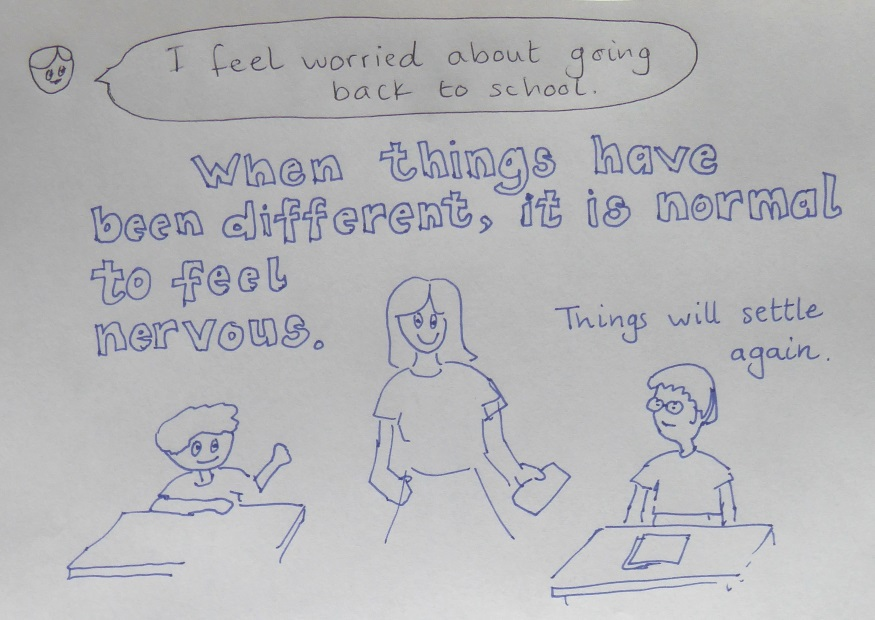 I feel worried about going
back to school.
When things have
been different, it is normal
to feel
nervous.
Things will settle
again.